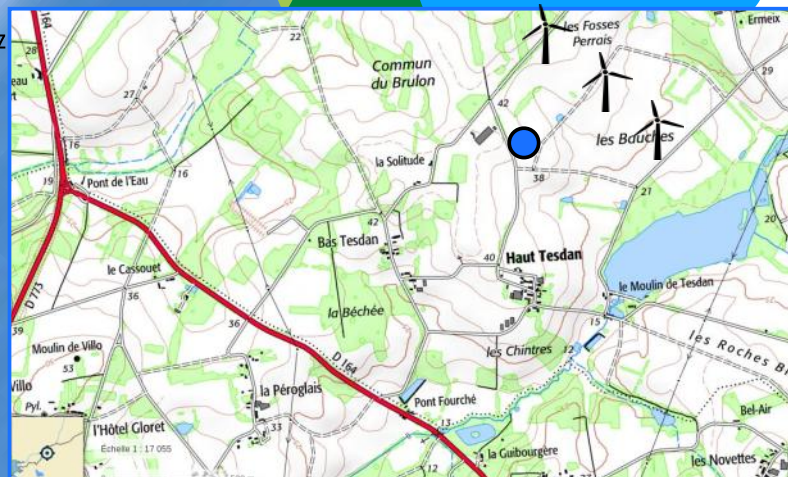 z
164
22
les Fosses
Perrais
Ermeix
29
28
Commun
du Brulon
27
42
les Bauches
16
la Solitude
16
19
Pont de l'Eau
38
21
42
20
Bas Tesdan
40
Haut Tesdan
le Cassouet
le Moulin de Tesdan
D 773
36
la Béchée
15
39
36
Moulin de Villo
53
D 164
les Chintres
12
les Roches B
Villo
la Péroglais
Pyl.
Pont Fourché
13
Bel-Air
l'Hôtel Gloret
33
Échelle 1 : 17 055
12
la Guibourgère
les Novettes